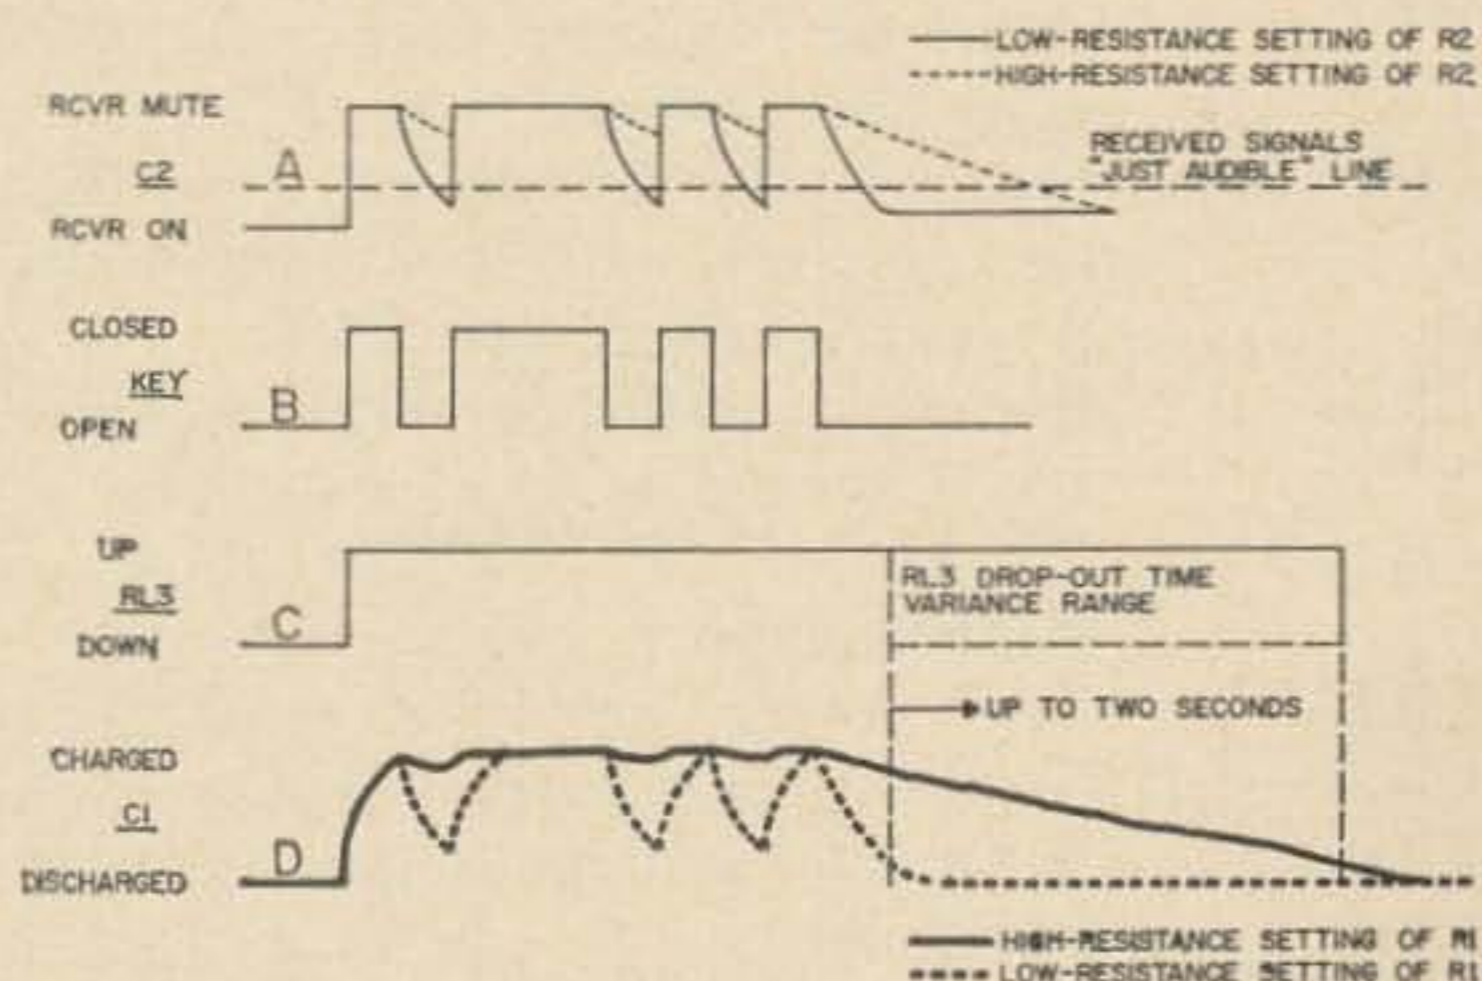 LOW-RESISTANCE SETTING OF R2
HIGH-RESISTANCE SETTING OF R2
RCVR MUTE
C2
A
RCVR ON
RECEIVED SIGNALS
"JUST AUDIBLE" LINE
CLOSED
KEY
B
OPEN
UP
RL3
C
DOWN
RL3 DROP-OUT TIME
VARIANCE RANGE
UP TO TWO SECONDS
CHARGED
C1
D
DISCHARGED
HIGH-RESISTANCE SETTING OF R1
LOW-RESISTANCE SETTING OF R1